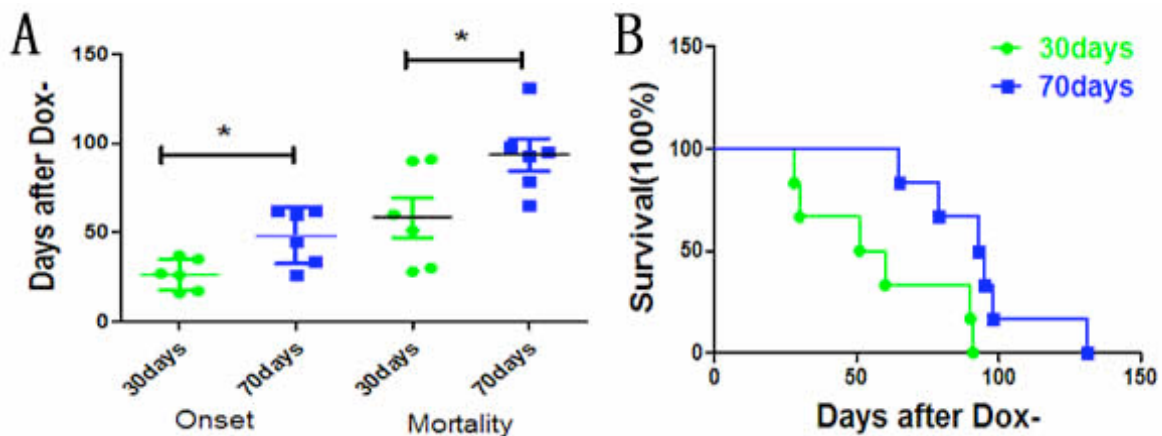 A
Days after Dox-
150
100
50
0
*
*
30days
70days
30days
70days
Onset
Mortality
B
Survival(100%)
150
100
50
0
30days
70days
0
50
100
150
Days after Dox-